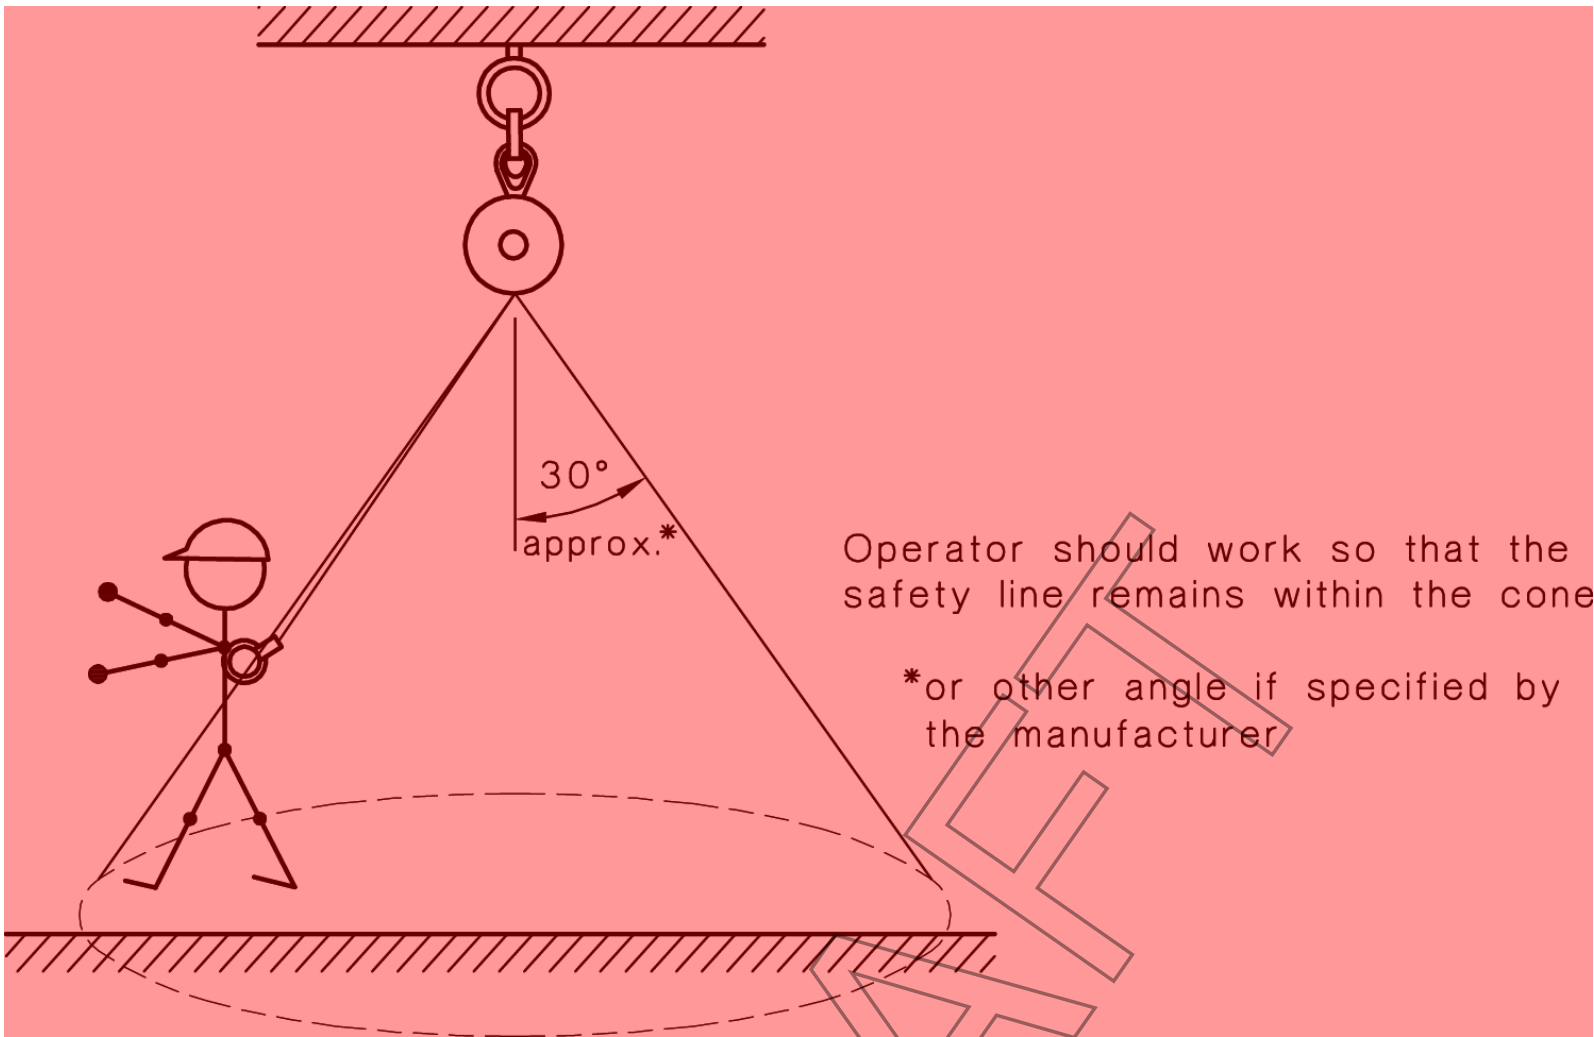 30°
approx.*
Operator should work so that the
safety line remains within the cone
*or other angle if specified by
the manufacturer